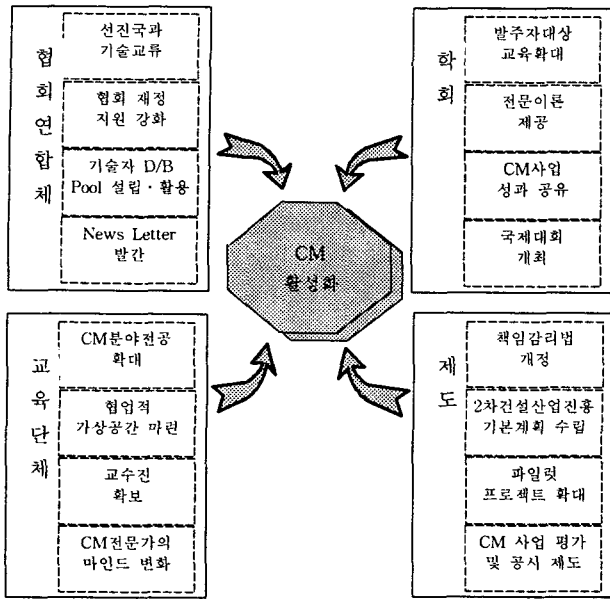 협회연합체
선진국과
기술교류
협회 재정
지원 강화
기술자 D/B
Pool 설립·활용
News Letter
발간
학회
발주자대상
교육확대
전문이론
제공
CM사업
성과 공유
국제대회
개최
CM
활성화
교육단체
CM분야전공
확대
협업적
가상공간 마련
교수진
확보
CM전문가의
마인드 변화
제도
책임감리법
개정
2차건설산업진흥
기본계획 수립
파일럿
프로젝트 확대
CM 사업 평가
및 공시 제도